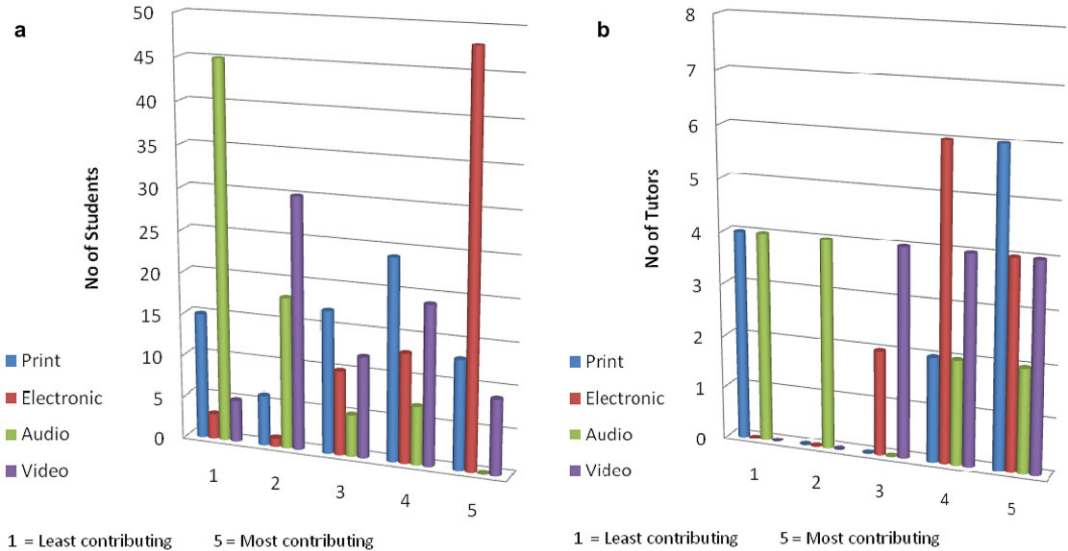 a
No of Students
50
45
40
35
30
25
20
15
10
5
0
1 2 3 4 5
Print
Electronic
Audio
Video
1 = Least contributing 5 = Most contributing
b
No of Tutors
8
7
6
5
4
3
2
1
0
1 2 3 4 5
Print
Electronic
Audio
Video
1 = Least contributing 5 = Most contributing